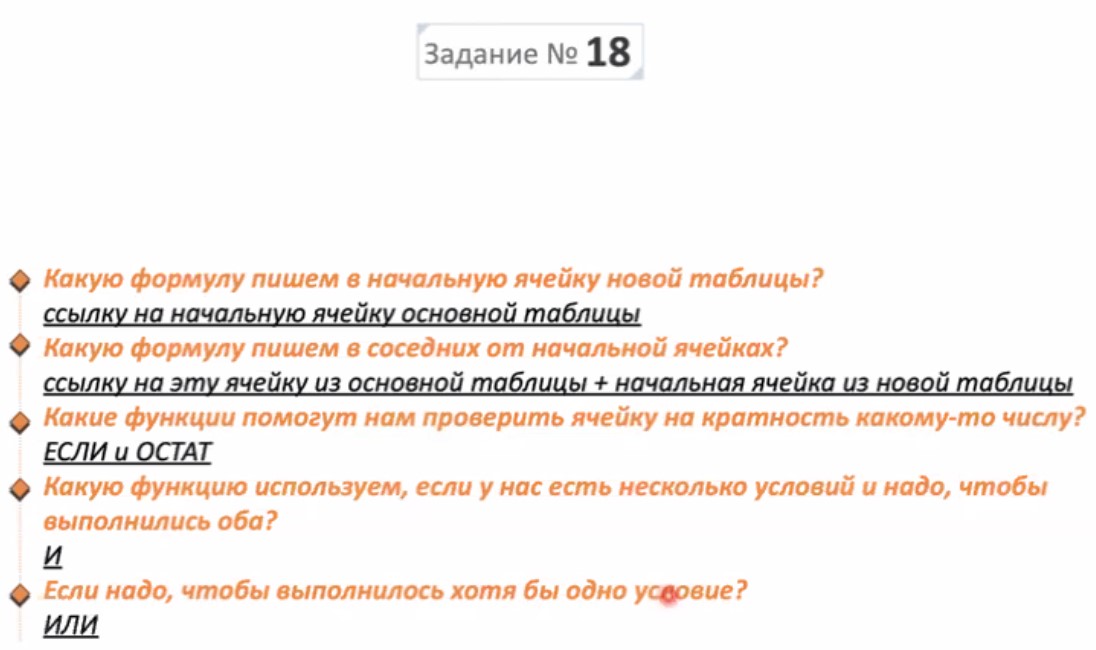 Задание № 18
Какую формулу пишем в начальную ячейку новой таблицы?
ссылку на начальную ячейку основной таблицы
Какую формулу пишем в соседних от начальной ячейках?
ссылку на эту ячейку из основной таблицы + начальная ячейка из новой таблицы
Какие функции помогут нам проверить ячейку на кратность какому-то числу?
ЕСЛИ и ОСТАТ
Какую функцию используем, если у нас есть несколько условий и надо, чтобы
выполнились оба?
И
Если надо, чтобы выполнилось хотя бы одно условие?
ИЛИ